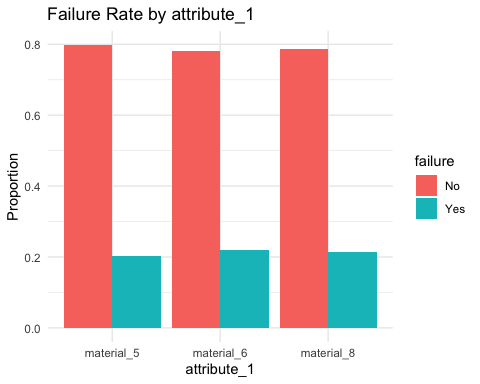 Failure Rate by attribute_1
Proportion
0.8
0.6
0.4
0.2
0.0
material_5
material_6
material_8
attribute_1
failure
No
Yes